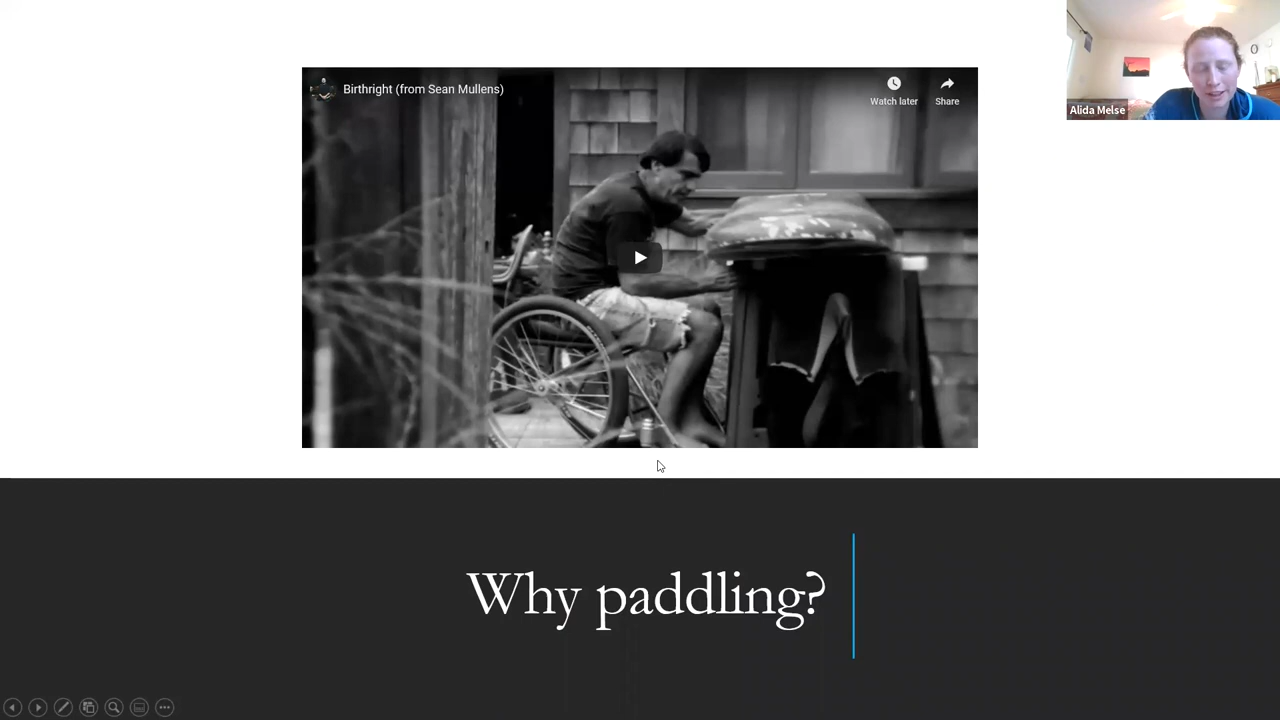 Birthright (from Sean Mullens)
Watch later
Share
Alida Melse
Why paddling?